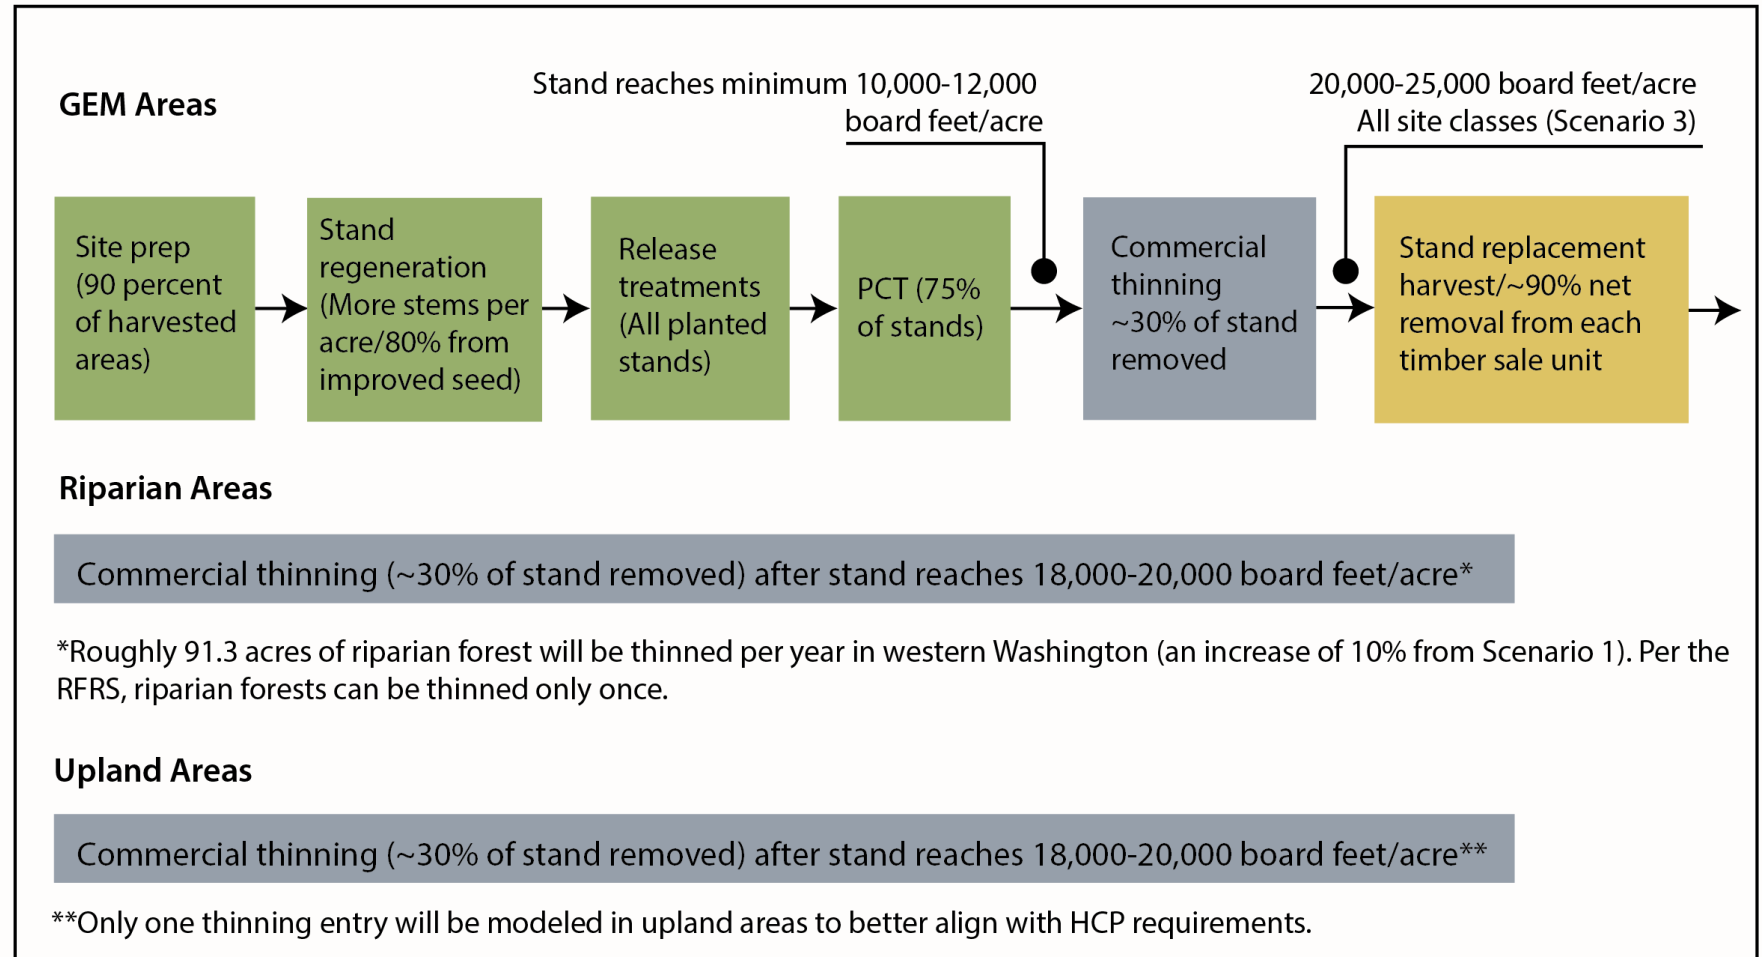 GEM Areas
Stand reaches minimum 10,000-12,000
board feet/acre
20,000-25,000 board feet/acre
All site classes (Scenario 3)
Site prep
(90 percent
of harvested
areas)
Stand
regeneration
(More stems per
acre/80% from
improved seed)
Release
treatments
(All planted
stands)
PCT (75%
of stands)
Commercial
thinning
~30% of stand
removed
Stand replacement
harvest/~90% net
removal from each
timber sale unit
Riparian Areas
Commercial thinning (~30% of stand removed) after stand reaches 18,000-20,000 board feet/acre*
*Roughly 91.3 acres of riparian forest will be thinned per year in western Washington (an increase of 10% from Scenario 1). Per the
RFRS, riparian forests can be thinned only once.
Upland Areas
Commercial thinning (~30% of stand removed) after stand reaches 18,000-20,000 board feet/acre**
**Only one thinning entry will be modeled in upland areas to better align with HCP requirements.